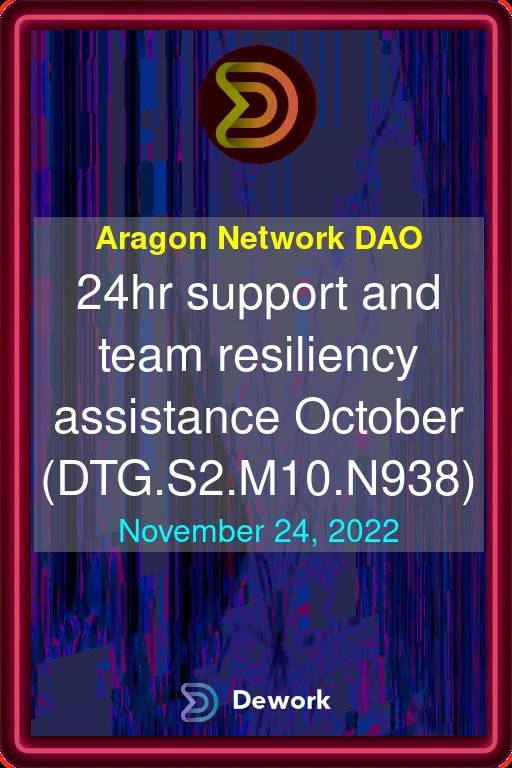 Aragon Network DAO
24hr support and
team resiliency
assistance October
(DTG.S2.M10.N938)
November 24, 2022
Dework